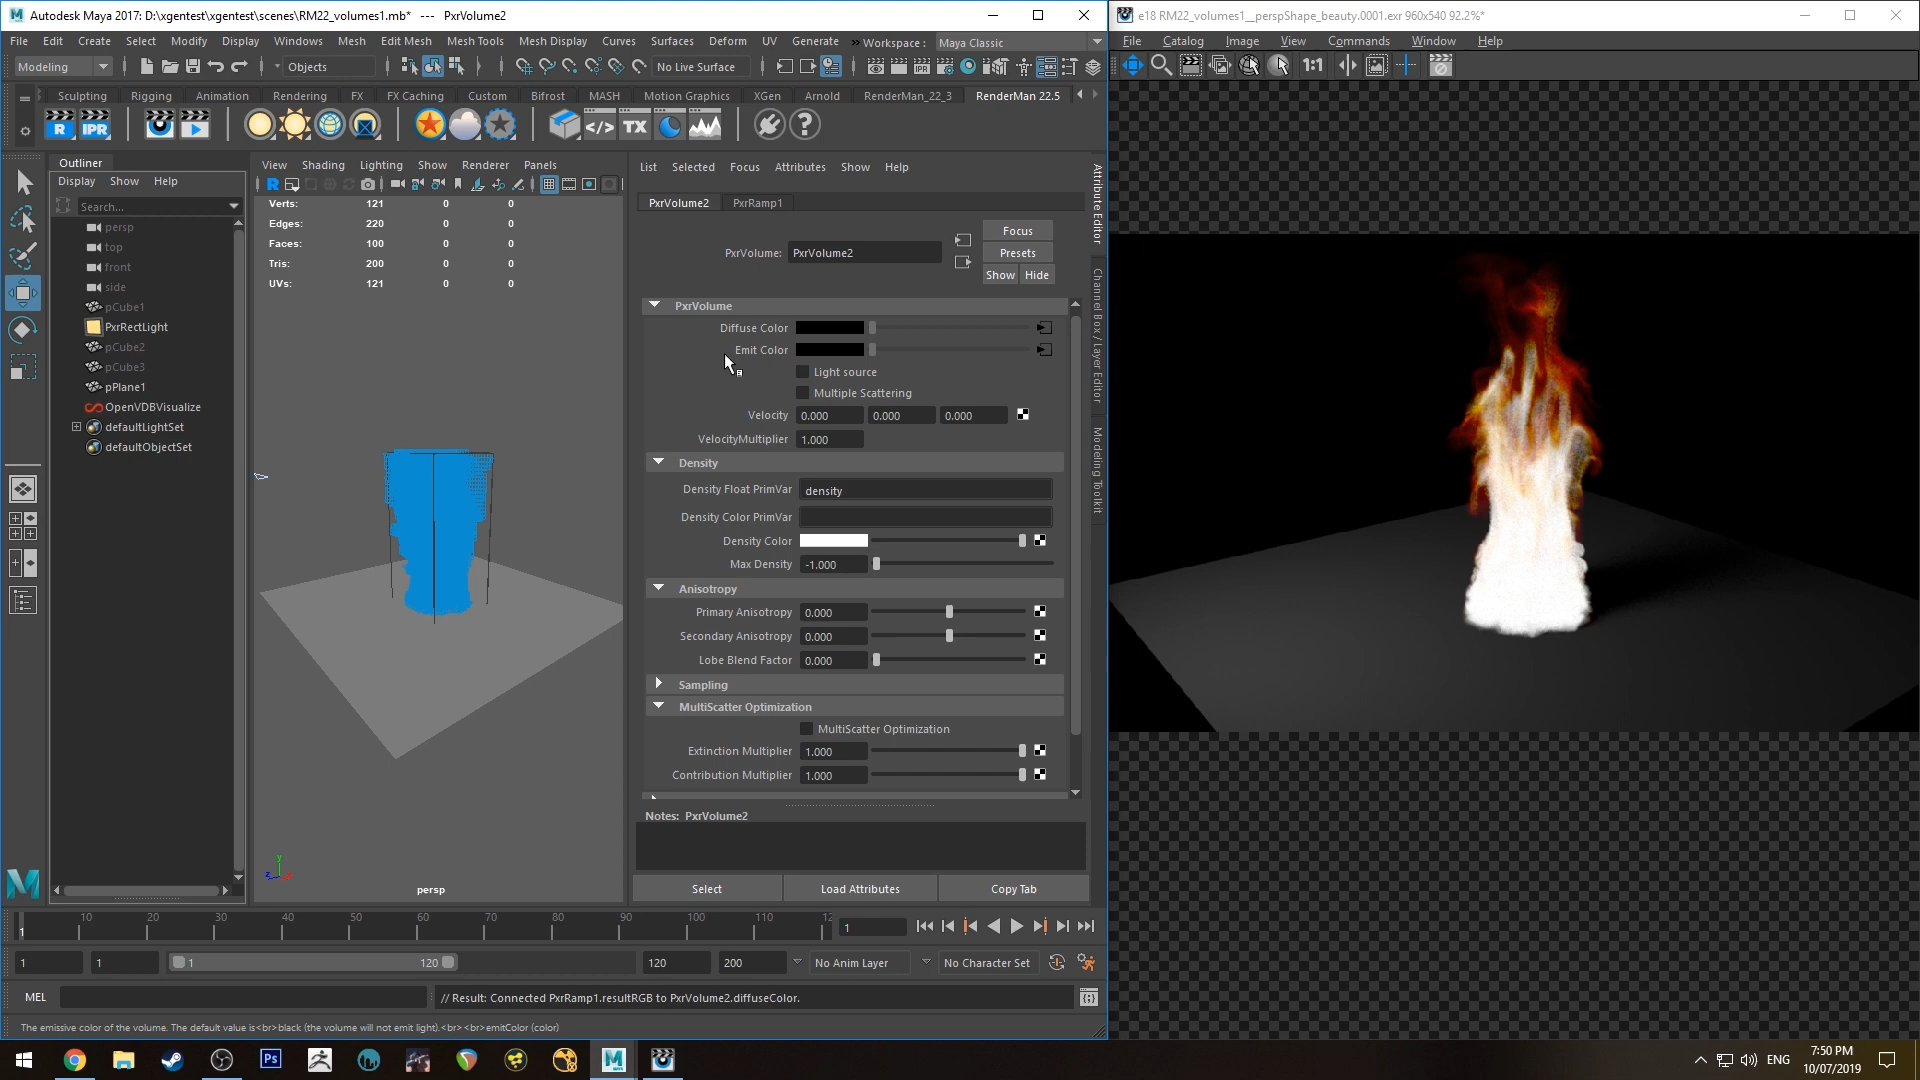 Autodesk Maya 2017: D:\xgentest\xgentest\scenes\RM22_volumes1.mb*   ---   PxrVolume2
File Edit Create Select Modify Display Windows Mesh Edit Mesh Mesh Tools Mesh Display Curves Surfaces Deform UV Generate Workspace : Maya Classic
Modeling Objects No Live Surface
Sculpting Rigging Animation Rendering FX FX Caching Custom Bifrost MASH Motion Graphics XGen Arnold RenderMan_22_3 RenderMan 22.5
R IPR </> TX ?
Outliner
Display Show Help
Search...
persp
top
front
side
pCube1
PxrRectLight
pCube2
pCube3
pPlane1
OpenVDBVisualize
defaultLightSet
defaultObjectSet
View Shading Lighting Show Renderer Panels
Verts: 121 0 0
Edges: 220 0 0
Faces: 100 0 0
Tris: 200 0 0
UVs: 121 0 0
y
z
persp
List Selected Focus Attributes Show Help
PxrVolume2 PxrRamp1
PxrVolume: PxrVolume2
Focus
Presets
Show Hide
PxrVolume
Diffuse Color
Emit Color
Light source
Multiple Scattering
Velocity 0.000 0.000 0.000
VelocityMultiplier 1.000
Density
Density Float PrimVar density
Density Color PrimVar
Density Color
Max Density -1.000
Anisotropy
Primary Anisotropy 0.000
Secondary Anisotropy 0.000
Lobe Blend Factor 0.000
Sampling
MultiScatter Optimization
MultiScatter Optimization
Extinction Multiplier 1.000
Contribution Multiplier 1.000
Notes: PxrVolume2
Select Load Attributes Copy Tab
Attribute Editor
Channel Box / Layer Editor
Modeling Toolkit
10 20 30 40 50 60 70 80 90 100 110 12
1
1
1 1 1 120 120 200 No Anim Layer No Character Set
MEL // Result: Connected PxrRamp1.resultRGB to PxrVolume2.diffuseColor.
The emissive color of the volume. The default value is<br>black (the volume will not emit light).<br><br>emitColor (color)
e18 RM22_volumes1__perspShape_beauty.0001.exr 960x540 92.2%*
File Catalog Image View Commands Window Help
1:1
Ps
M
ENG
7:50 PM
10/07/2019